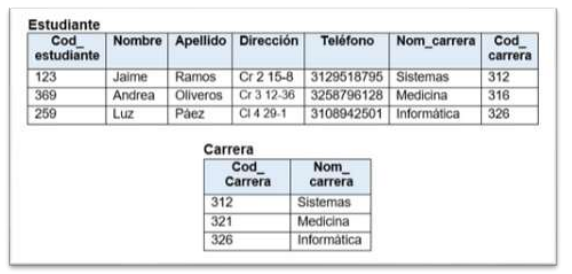 Estudiante
Cod_ estudiante Nombre Apellido Dirección Teléfono Nom_carrera Cod_ carrera
123 Jaime Ramos Cr 2 15-8 3129518795 Sistemas 312
369 Andrea Oliveros Cr 3 12-36 3258796128 Medicina 316
259 Luz Páez Cl 4 29-1 3108942501 Informática 326
Carrera
Cod_ Carrera Nom_ carrera
312 Sistemas
321 Medicina
326 Informática